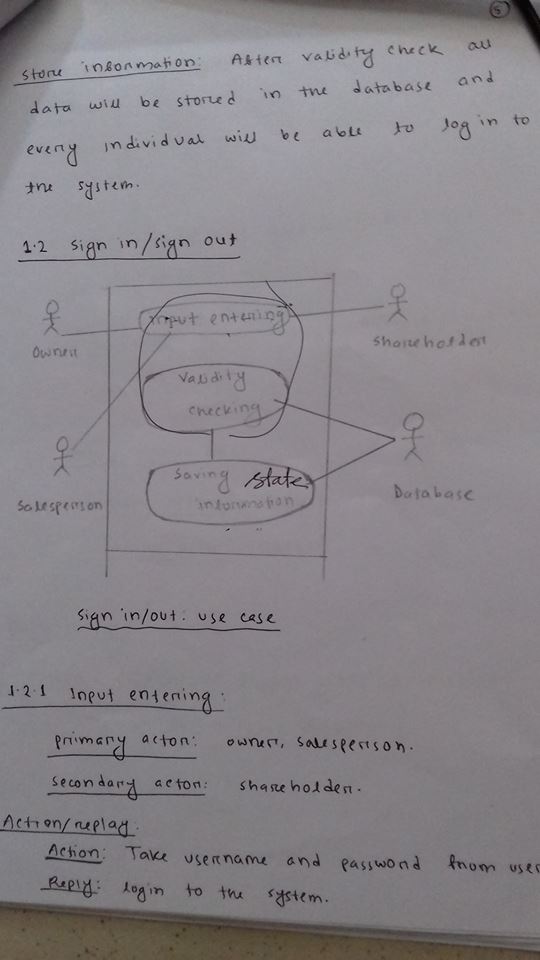 5
Store information: After validity check all
data will be stored in the database and
every individual will be able to log in to
the system.
1.2 Sign in/sign out
Input entering
Owner
Shareholder
Validity
checking
Salesperson
Saving state
information
Database
Sign in/out: use case
1.2.1 Input entering:
primary actor: owner, salesperson.
Secondary actor: shareholder.
Action/replay:
Action: Take username and password from use
Reply: login to the system.